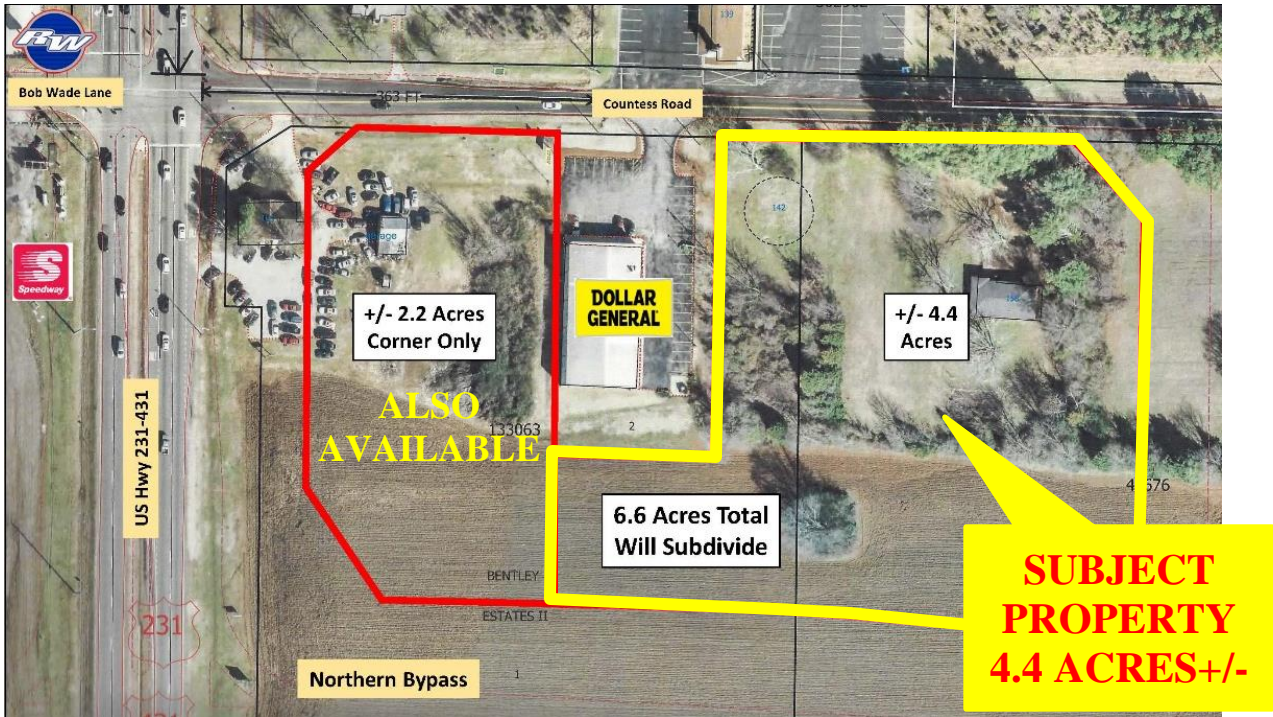 RW
Bob Wade Lane
139
363 FT
Countess Road
142
Speedway
+/- 2.2 Acres
Corner Only
DOLLAR
GENERAL
+/- 4.4
Acres
US Hwy 231-431
ALSO
AVAILABLE
133063
2
6.6 Acres Total
Will Subdivide
BENTLEY
ESTATES II
231
Northern Bypass
1
SUBJECT
PROPERTY
4.4 ACRES+/-